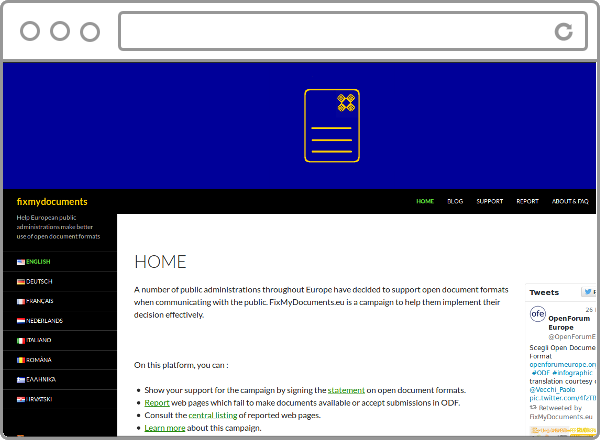 fixmydocuments
HOME BLOG SUPPORT REPORT ABOUT & FAQ
Help European public
administrations make better
use of open document formats
ENGLISH
DEUTSCH
FRANÇAIS
NEDERLANDS
ITALIANO
ROMÂNA
ΕΛΛΗΝΙΚΆ
HRVATSKI
HOME
A number of public administrations throughout Europe have decided to support open document formats
when communicating with the public. FixMyDocuments.eu is a campaign to help them implement their
decision effectively.
On this platform, you can :
Show your support for the campaign by signing the statement on open document formats.
Report web pages which fail to make documents available or accept submissions in ODF.
Consult the central listing of reported web pages.
Learn more about this campaign.
Tweets
ofe
25
OpenForum
Europe
@OpenForumE
Scegli Open Docume
Format
openforumeurope.or
#ODF #infographic
translation courtesy
@Vecchi_Paolo
pic.twitter.com/4fzTB
Retweeted by
FixMyDocuments.eu